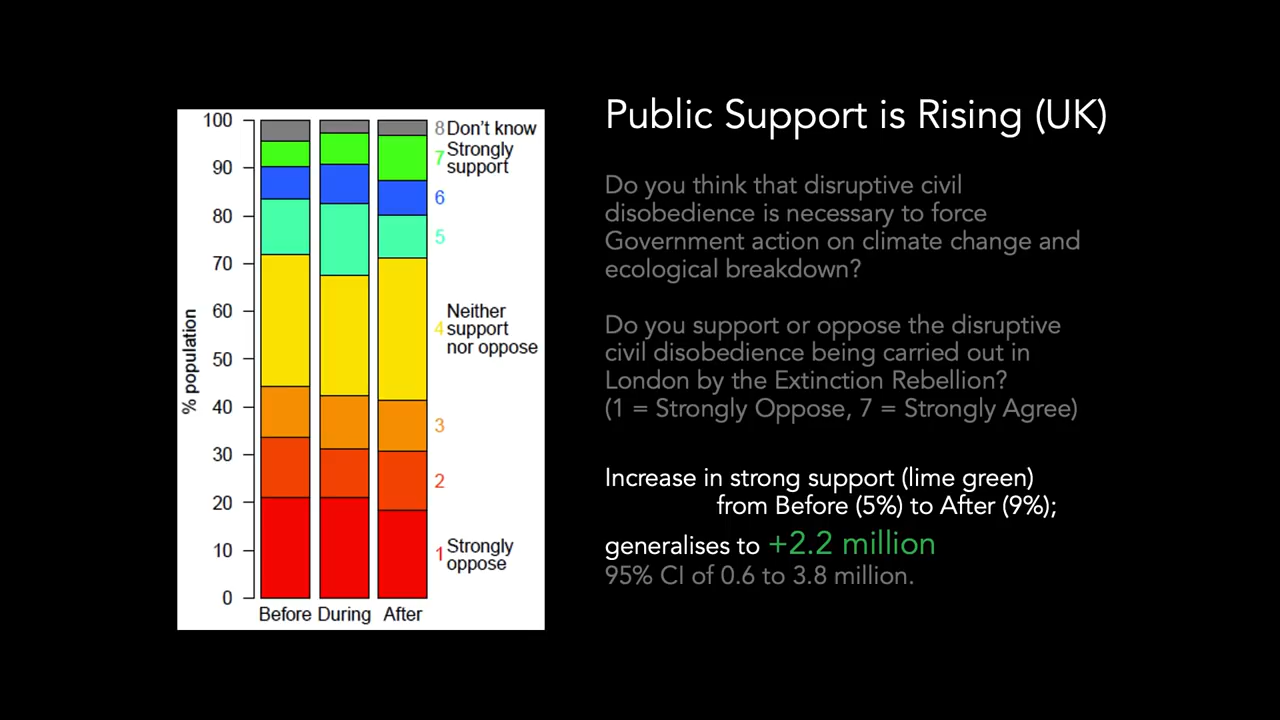 Public Support is Rising (UK)
Do you think that disruptive civil
disobedience is necessary to force
Government action on climate change and
ecological breakdown?
Do you support or oppose the disruptive
civil disobedience being carried out in
London by the Extinction Rebellion?
(1 = Strongly Oppose, 7 = Strongly Agree)
Increase in strong support (lime green)
from Before (5%) to After (9%);
generalises to +2.2 million
95% CI of 0.6 to 3.8 million.
% population
100
90
80
70
60
50
40
30
20
10
0
Before During After
8 Don't know
7 Strongly
support
6
5
4 Neither
support
nor oppose
3
2
1 Strongly
oppose